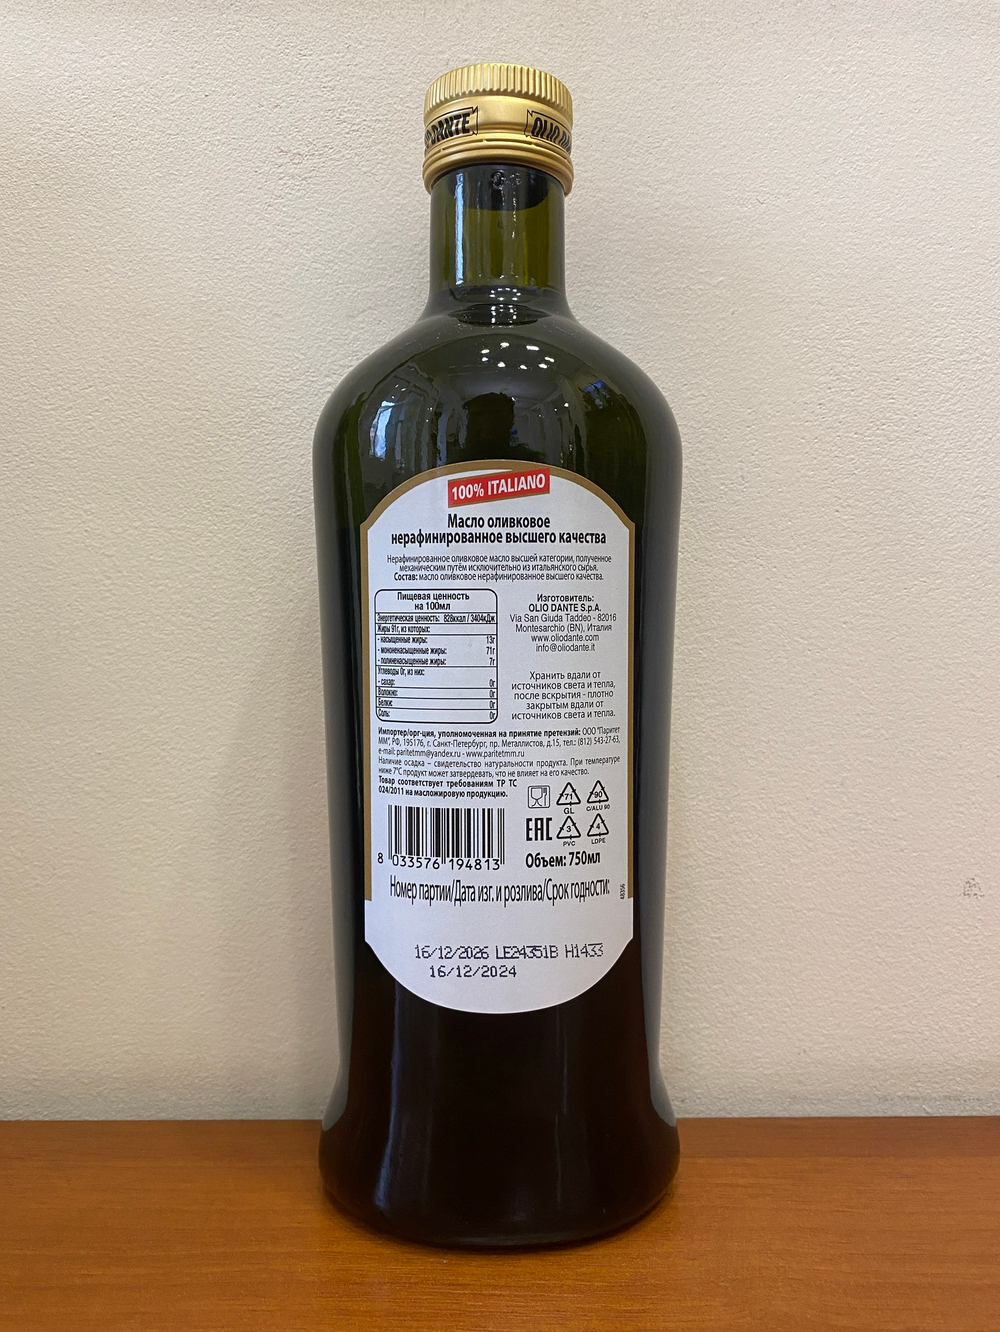 DANTE
OLIO
100% ITALIANO
Масло оливковое
нерафинированное высшего качества
Нерафинированное оливковое масло высшей категории, полученное
механическим путём исключительно из итальянского сырья.
Состав: масло оливковое нерафинированное высшего качества.
Пищевая ценность
на 100мл
Энергетическая ценность: 828ккал / 3404кДж
Жиры 91г, из которых:
- насыщенные жиры: 13г
- мононенасыщенные жиры: 71г
- полиненасыщенные жиры: 7г
Углеводы 0г, из них:
- сахар: 0г
Волокно: 0г
Белки: 0г
Соль: 0г
Изготовитель:
OLIO DANTE S.p.A.
Via San Giuda Taddeo - 82016
Montesarchio (BN), Италия
www.oliodante.com
info@oliodante.it
Хранить вдали от
источников света и тепла,
после вскрытия - плотно
закрытым вдали от
источников света и тепла.
Импортер/орг-ция, уполномоченная на принятие претензий: ООО "Паритет
ММ", РФ, 195176, г. Санкт-Петербург, пр. Металлистов, д.15, тел.: (812) 543-27-63,
e-mail: paritetmm@yandex.ru - www.paritetmm.ru
Наличие осадка – свидетельство натуральности продукта. При температуре
ниже 7°С продукт может затвердевать, что не влияет на его качество.
Товар соответствует требованиям ТР ТС
024/2011 на масложировую продукцию.
71 90
GL C/ALU 90
EAC 3 4
PVC LDPE
8 033576 194813
Объем: 750мл
Номер партии/Дата изг. и розлива/Срок годности:
48356
16/12/2026 LE24351B H1433
16/12/2024